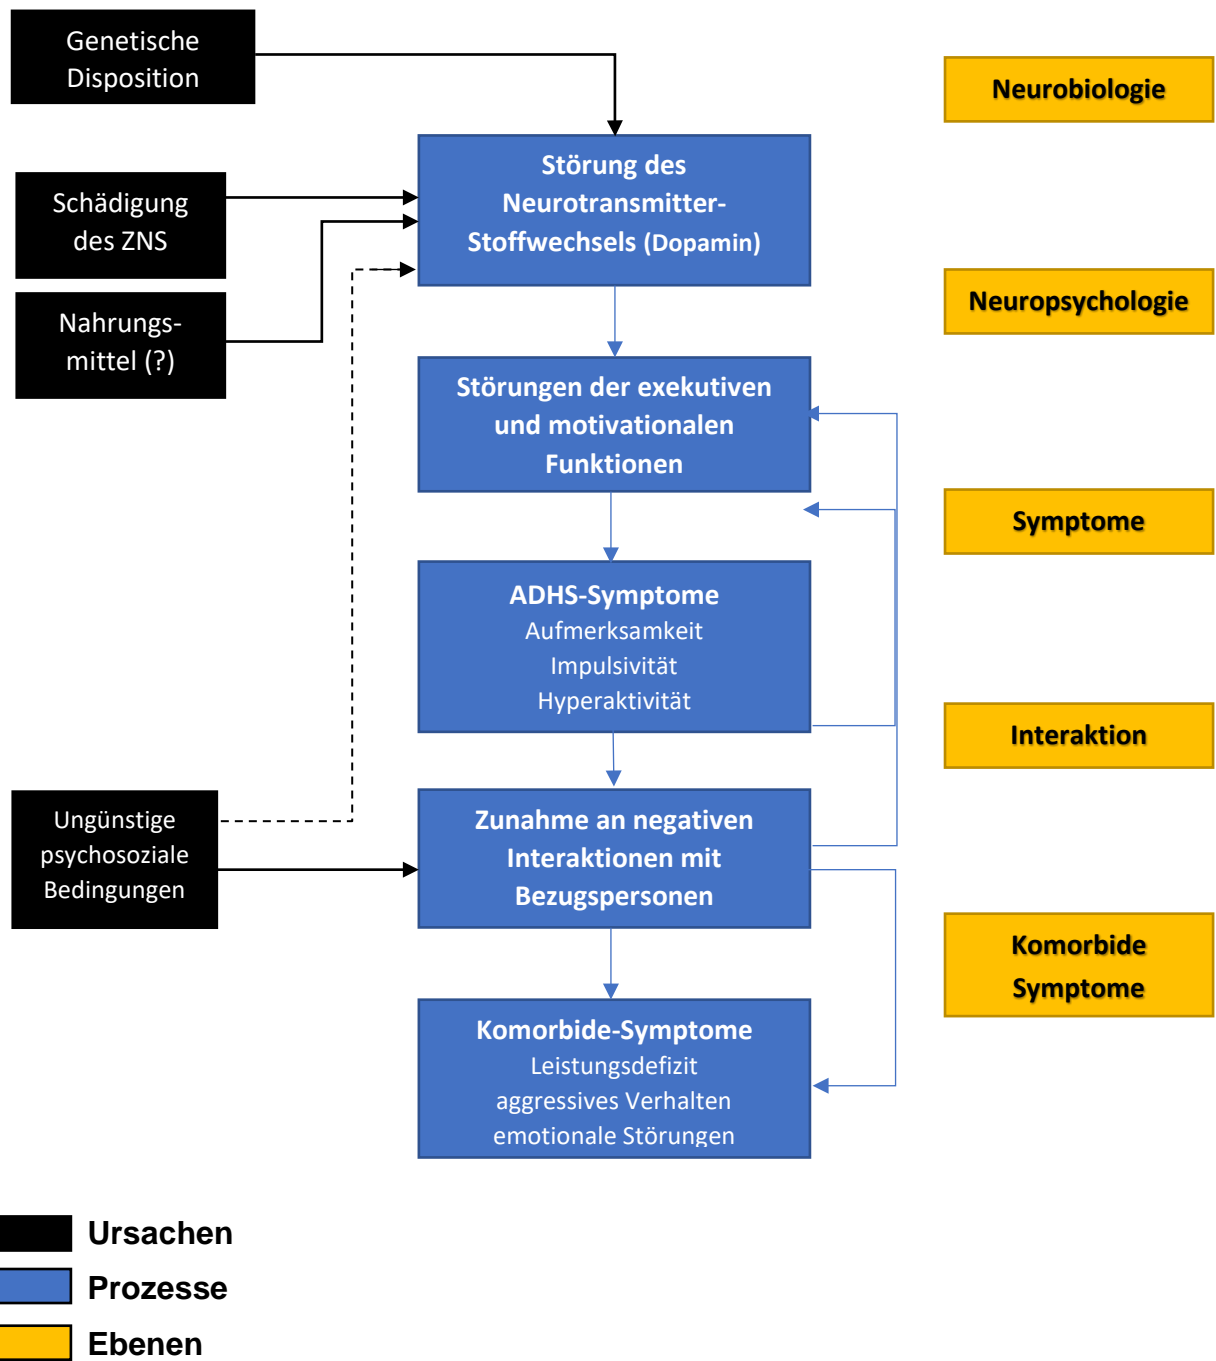 Genetische
Disposition
Neurobiologie
Störung des
Neurotransmitter-
Stoffwechsels (Dopamin)
Schädigung
des ZNS
Neuropsychologie
Nahrungs-
mittel (?)
Störungen der exekutiven
und motivationalen
Funktionen
Symptome
ADHS-Symptome
Aufmerksamkeit
Impulsivität
Hyperaktivität
Interaktion
Ungünstige
psychosoziale
Bedingungen
Zunahme an negativen
Interaktionen mit
Bezugspersonen
Komorbide
Symptome
Komorbide-Symptome
Leistungsdefizit
aggressives Verhalten
emotionale Störungen
Ursachen
Prozesse
Ebenen